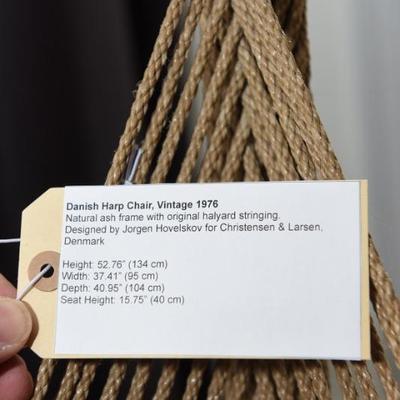 Danish Harp Chair, Vintage 1976
Natural ash frame with original halyard stringing.
Designed by Jorgen Hovelskov for Christensen & Larsen,
Denmark
Height: 52.76" (134 cm)
Width: 37.41" (95 cm)
Depth: 40.95" (104 cm)
Seat Height: 15.75" (40 cm)